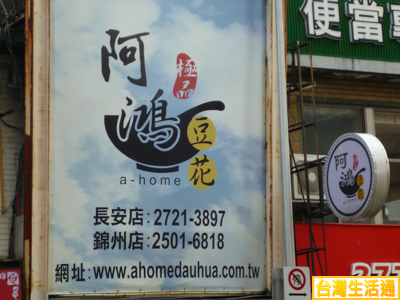 阿鴻
極品
豆花
a-home
長安店:2721-3897
錦州店:2501-6818
網址:www.ahomedauhua.com.tw
便當
阿鴻
277
台灣生活通